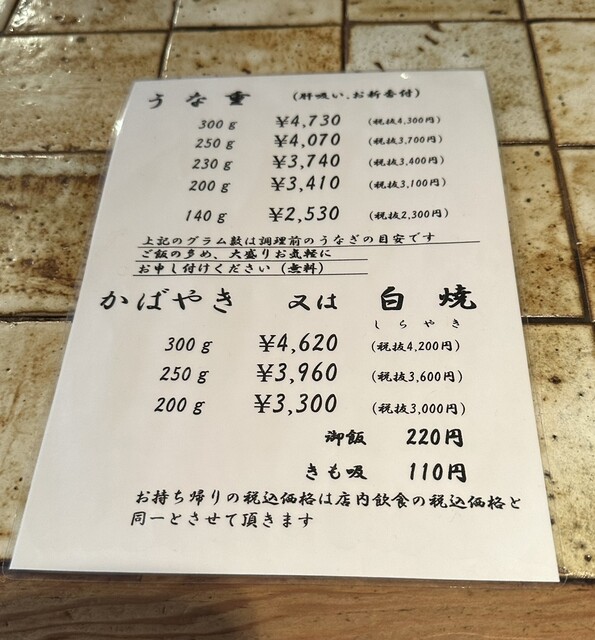 うな重 (肝吸い、お新香付)
300g ¥4,730 (税抜4,300円)
250g ¥4,070 (税抜3,700円)
230g ¥3,740 (税抜3,400円)
200g ¥3,410 (税抜3,100円)
140g ¥2,530 (税抜2,300円)
上記のグラム数は調理前のうなぎの目安です
ご飯の多め、大盛りお気軽に
お申し付けください(無料)
かばやき 又は 白焼
しらやき
300g ¥4,620 (税抜4,200円)
250g ¥3,960 (税抜3,600円)
200g ¥3,300 (税抜3,000円)
御飯 220円
きも吸 110円
お持ち帰りの税込価格は店内飲食の税込価格と
同一とさせて頂きます